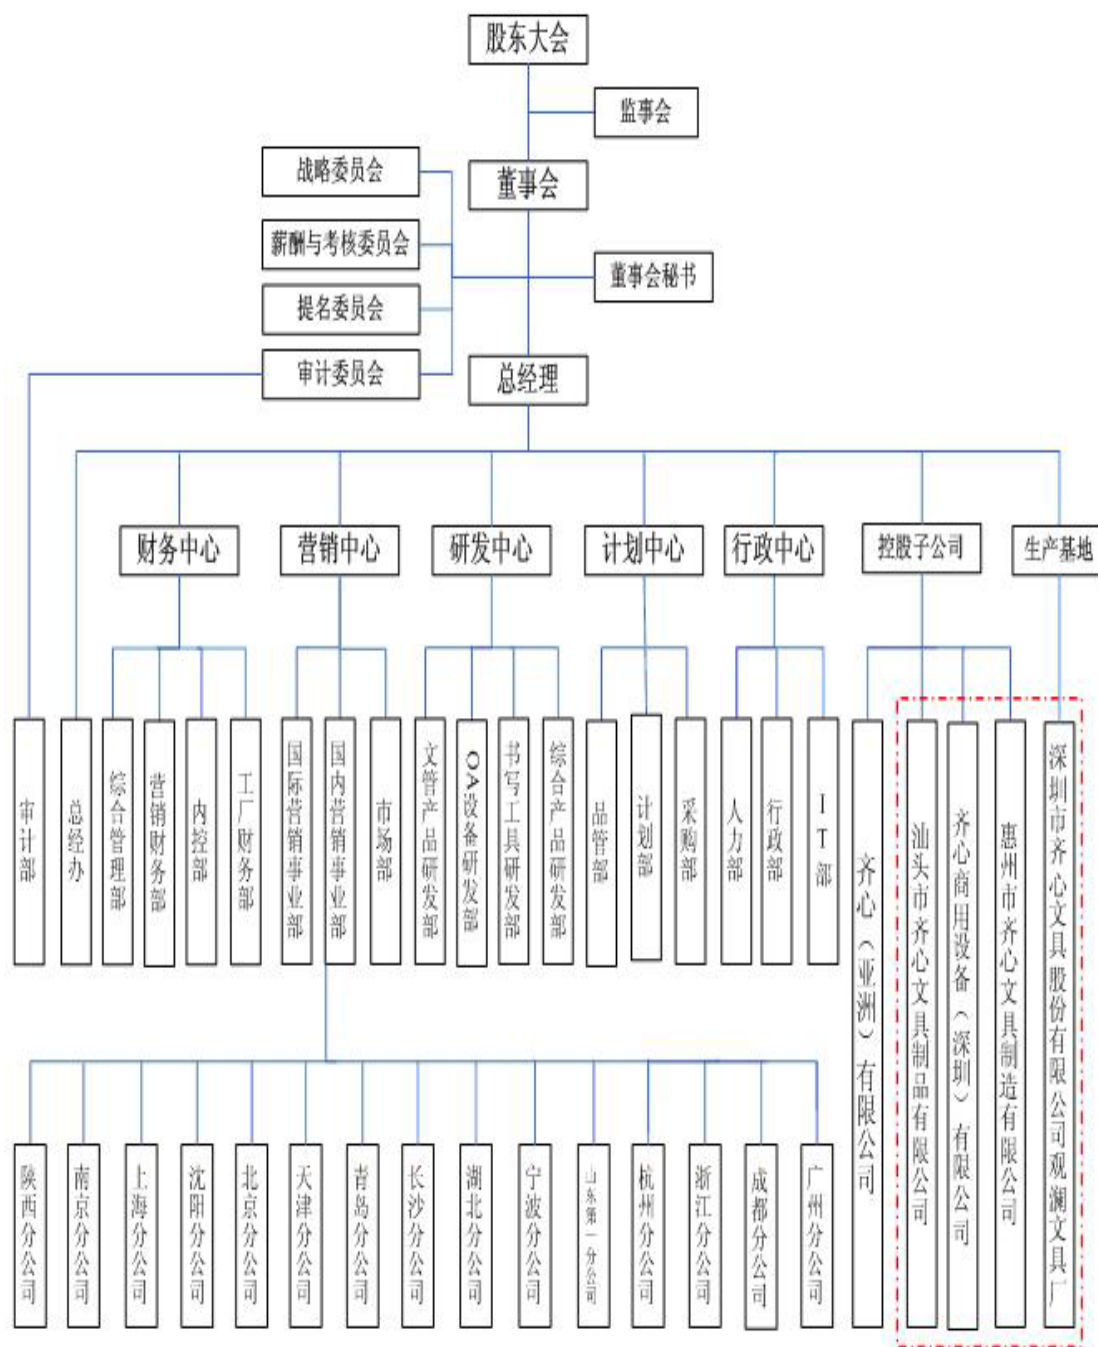 股东大会
监事会
战略委员会
董事会
薪酬与考核委员会
董事会秘书
提名委员会
审计委员会
总经理
财务中心
营销中心
研发中心
计划中心
行政中心
控股子公司
生产基地
审计部
总经办
综合管理部
营销财务部
内控部
工厂财务部
国际营销事业部
国内营销事业部
市场部
文管产品研发部
OA设备研发部
书写工具研发部
综合产品研发部
品管部
计划部
采购部
人力部
行政部
IT部
齐心（亚洲）有限公司
汕头市齐心文具制品有限公司
齐心商用设备（深圳）有限公司
惠州市齐心文具制造有限公司
深圳市齐心文具股份有限公司观澜文具厂
陕西分公司
南京分公司
上海分公司
沈阳分公司
北京分公司
天津分公司
青岛分公司
长沙分公司
湖北分公司
宁波分公司
山东第一分公司
杭州分公司
浙江分公司
成都分公司
广州分公司